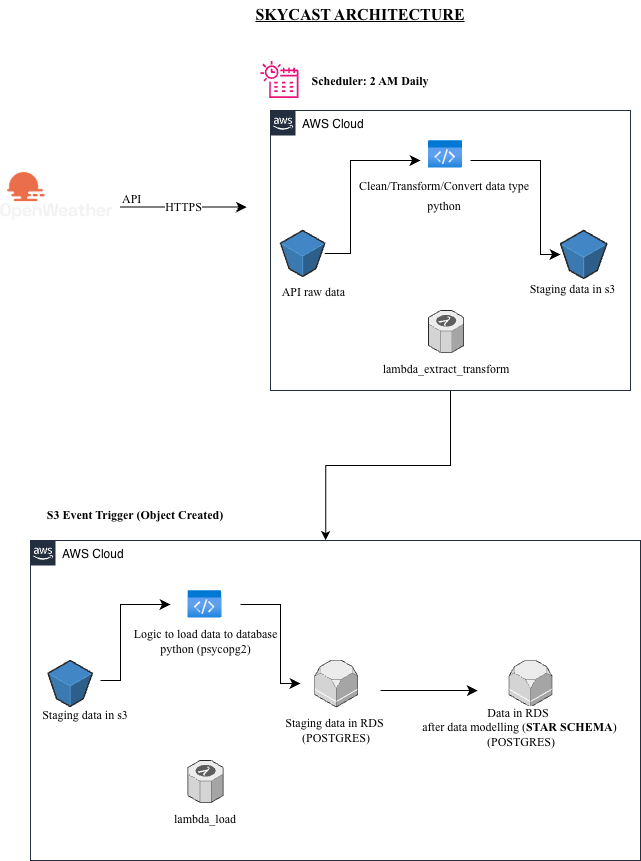 SKYCAST ARCHITECTURE
Scheduler: 2 AM Daily
aws
AWS Cloud
Clean/Transform/Convert data type
python
OpenWeather
API
HTTPS
API raw data
Staging data in s3
lambda_extract_transform
S3 Event Trigger (Object Created)
aws
AWS Cloud
Logic to load data to database
python (psycopg2)
Staging data in s3
Staging data in RDS
(POSTGRES)
Data in RDS
after data modelling (STAR SCHEMA)
(POSTGRES)
lambda_load